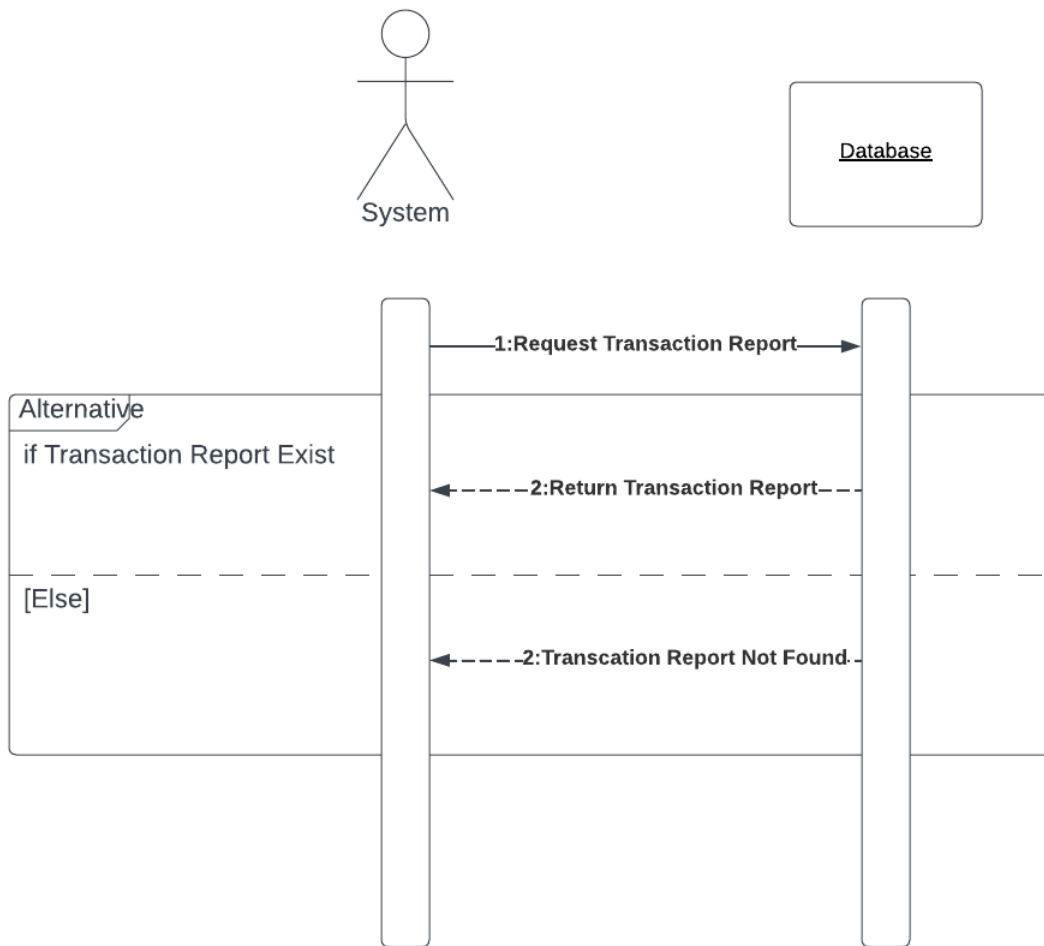 System
Database
1:Request Transaction Report
Alternative
if Transaction Report Exist
2:Return Transaction Report
[Else]
2:Transcation Report Not Found